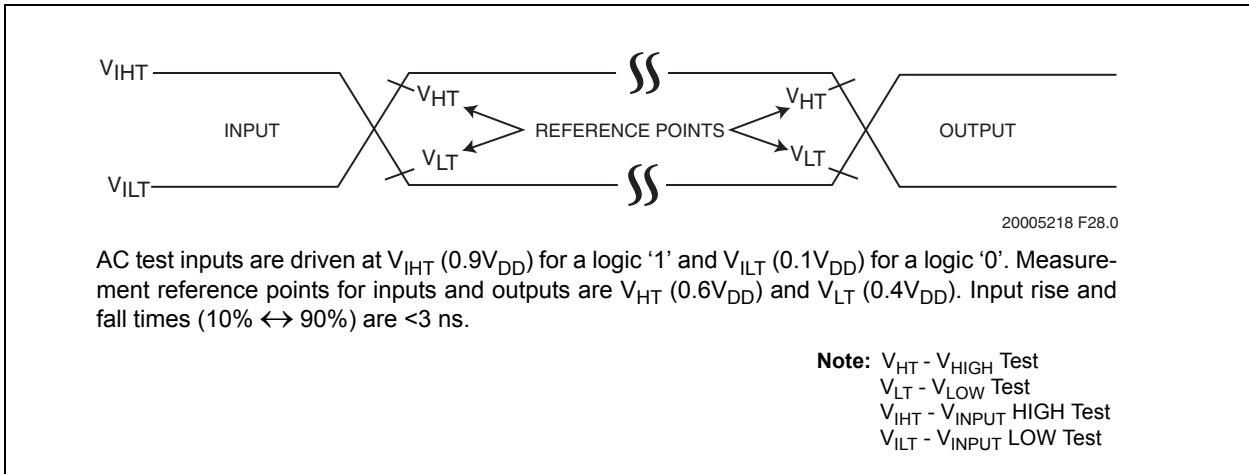 VIHT
VHT
VHT
INPUT
REFERENCE POINTS
OUTPUT
VLT
VLT
VILT
20005218 F28.0
AC test inputs are driven at VIHT (0.9VDD) for a logic ‘1’ and VILT (0.1VDD) for a logic ‘0’. Measure-
ment reference points for inputs and outputs are VHT (0.6VDD) and VLT (0.4VDD). Input rise and
fall times (10% ↔ 90%) are <3 ns.
Note: VHT - VHIGH Test
VLT - VLOW Test
VIHT - VINPUT HIGH Test
VILT - VINPUT LOW Test